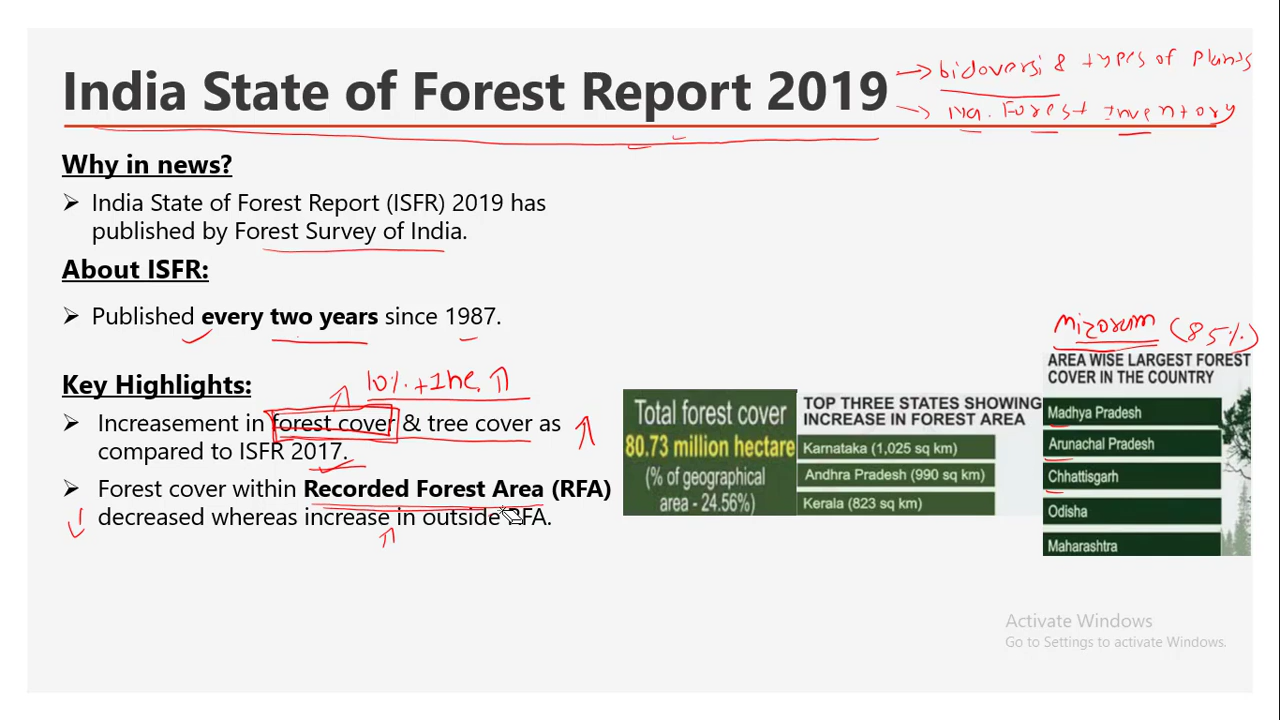 India State of Forest Report 2019
→ bidoversi & types of plants
→ Na. Forest Inventory
Why in news?
➢ India State of Forest Report (ISFR) 2019 has
published by Forest Survey of India.
About ISFR:
➢ Published every two years since 1987.
Key Highlights:
10% + 1he ↑
➢ Increasement in forest cover & tree cover as
compared to ISFR 2017.
➢ Forest cover within Recorded Forest Area (RFA)
decreased whereas increase in outside RFA.
Total forest cover
80.73 million hectare
(% of geographical
area - 24.56%)
TOP THREE STATES SHOWING
INCREASE IN FOREST AREA
Karnataka (1,025 sq km)
Andhra Pradesh (990 sq km)
Kerala (823 sq km)
Mizorum (85%)
AREA WISE LARGEST FOREST
COVER IN THE COUNTRY
Madhya Pradesh
Arunachal Pradesh
Chhattisgarh
Odisha
Maharashtra
Activate Windows
Go to Settings to activate Windows.